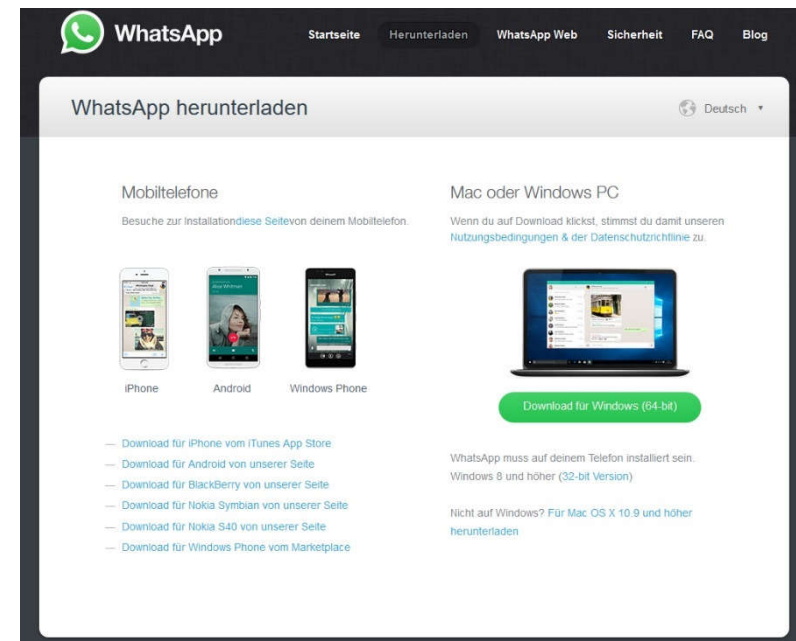 WhatsApp
Startseite Herunterladen WhatsApp Web Sicherheit FAQ Blog
WhatsApp herunterladen
Deutsch
Mobiltelefone
Besuche zur Installationdiese Seitevon deinem Mobiltelefon.
iPhone Android Windows Phone
— Download für iPhone vom iTunes App Store
— Download für Android von unserer Seite
— Download für BlackBerry von unserer Seite
— Download für Nokia Symbian von unserer Seite
— Download für Nokia S40 von unserer Seite
— Download für Windows Phone vom Marketplace
Mac oder Windows PC
Wenn du auf Download klickst, stimmst du damit unseren
Nutzungsbedingungen & der Datenschutzrichtlinie zu.
Download für Windows (64-bit)
WhatsApp muss auf deinem Telefon installiert sein.
Windows 8 und höher (32-bit Version)
Nicht auf Windows? Für Mac OS X 10.9 und höher
herunterladen